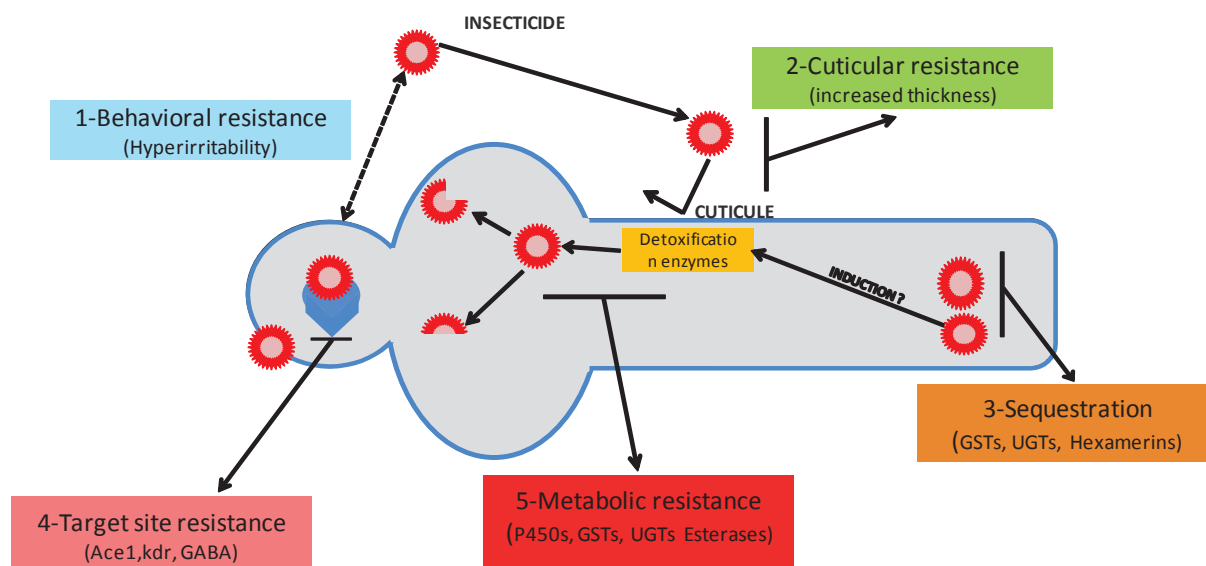 INSECTICIDE
2-Cuticular resistance
(increased thickness)
1-Behavioral resistance
(Hyperirritability)
CUTICULE
Detoxificatio
n enzymes
INDUCTION ?
3-Sequestration
(GSTs, UGTs, Hexamerins)
4-Target site resistance
(Ace1,kdr, GABA)
5-Metabolic resistance
(P450s, GSTs, UGTs Esterases)